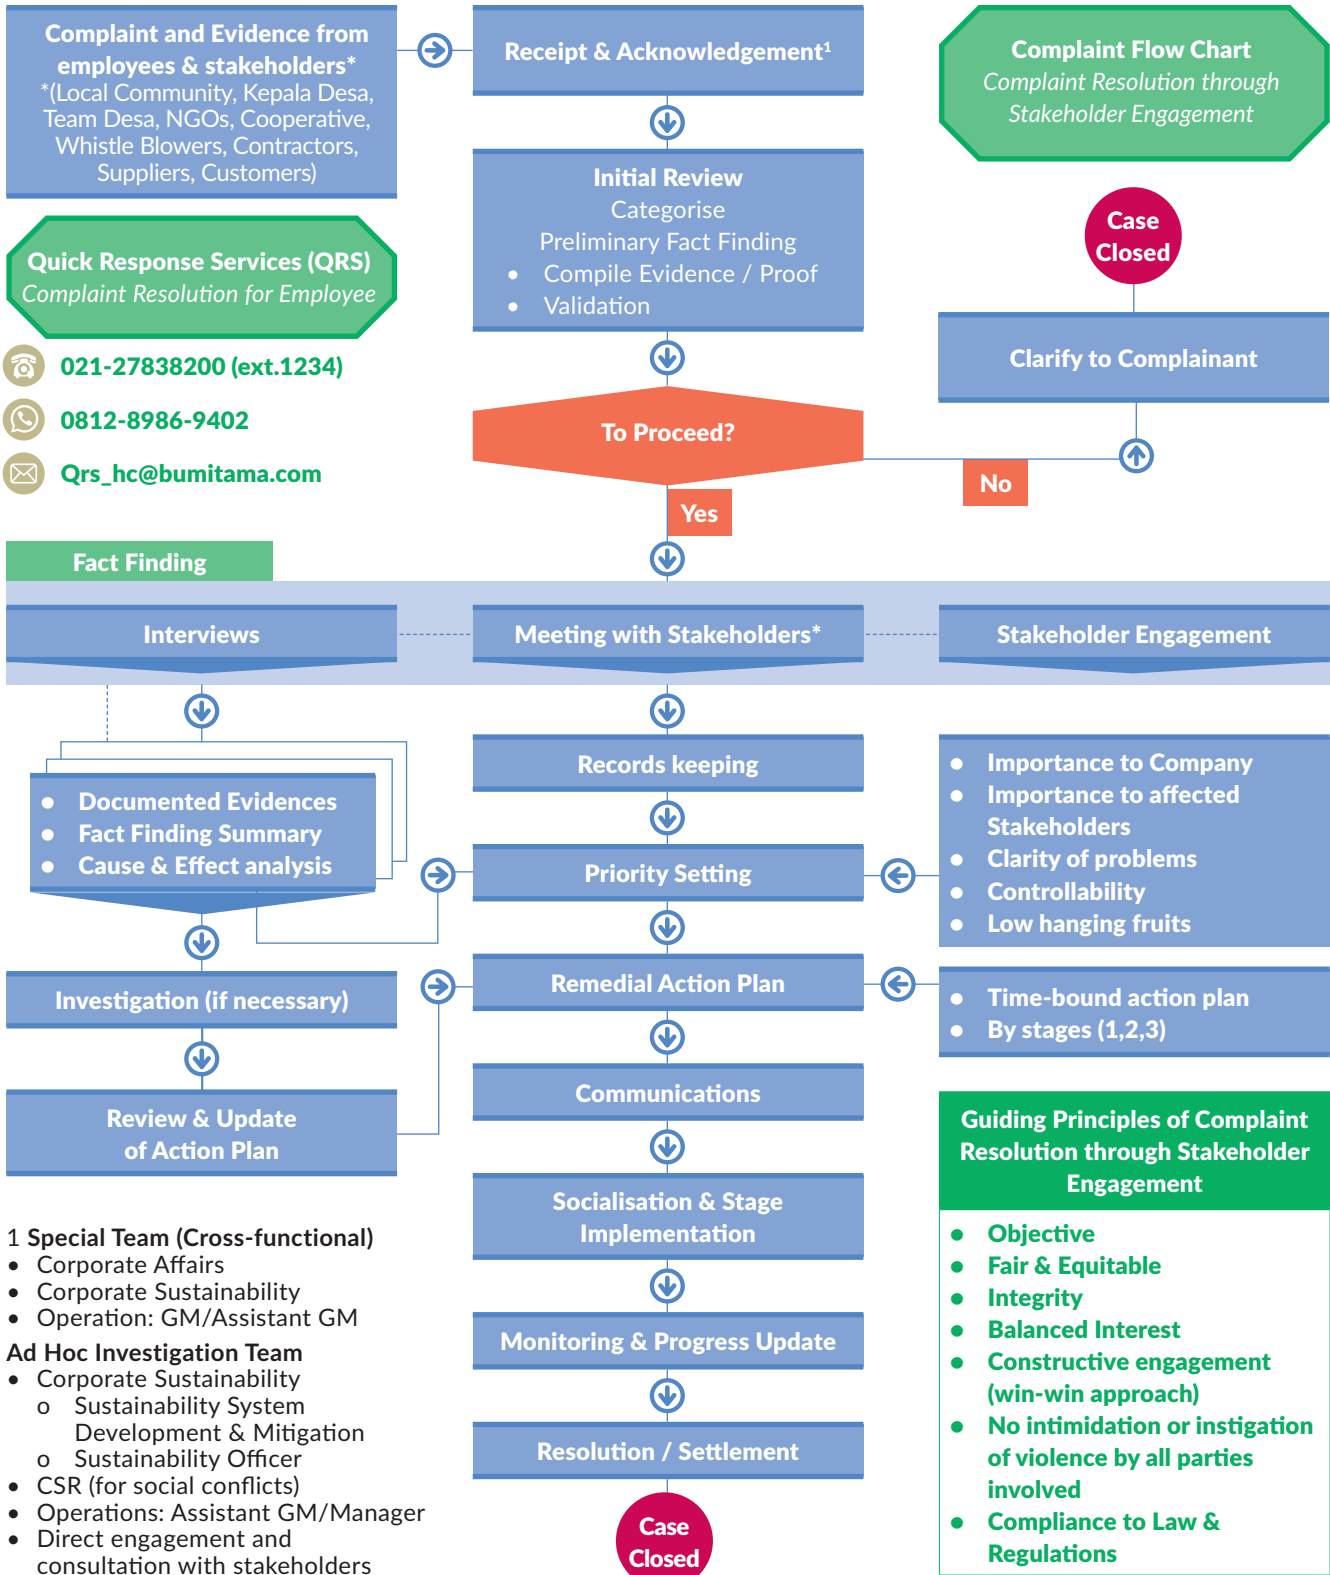 Complaint and Evidence from
employees & stakeholders*
*(Local Community, Kepala Desa,
Team Desa, NGOs, Cooperative,
Whistle Blowers, Contractors,
Suppliers, Customers)
Receipt & Acknowledgement¹
Complaint Flow Chart
Complaint Resolution through
Stakeholder Engagement
Quick Response Services (QRS)
Complaint Resolution for Employee
021-27838200 (ext.1234)
0812-8986-9402
Qrs_hc@bumitama.com
Initial Review
Categorise
Preliminary Fact Finding
• Compile Evidence / Proof
• Validation
Case
Closed
Clarify to Complainant
To Proceed?
No
Yes
Fact Finding
Interviews
Meeting with Stakeholders*
Stakeholder Engagement
• Documented Evidences
• Fact Finding Summary
• Cause & Effect analysis
Investigation (if necessary)
Review & Update
of Action Plan
Records keeping
Priority Setting
Remedial Action Plan
Communications
Socialisation & Stage
Implementation
Monitoring & Progress Update
Resolution / Settlement
Case
Closed
• Importance to Company
• Importance to affected
Stakeholders
• Clarity of problems
• Controllability
• Low hanging fruits
• Time-bound action plan
• By stages (1,2,3)
Guiding Principles of Complaint
Resolution through Stakeholder
Engagement
• Objective
• Fair & Equitable
• Integrity
• Balanced Interest
• Constructive engagement
(win-win approach)
• No intimidation or instigation
of violence by all parties
involved
• Compliance to Law &
Regulations
1 Special Team (Cross-functional)
• Corporate Affairs
• Corporate Sustainability
• Operation: GM/Assistant GM
Ad Hoc Investigation Team
• Corporate Sustainability
o Sustainability System
Development & Mitigation
o Sustainability Officer
• CSR (for social conflicts)
• Operations: Assistant GM/Manager
• Direct engagement and
consultation with stakeholders